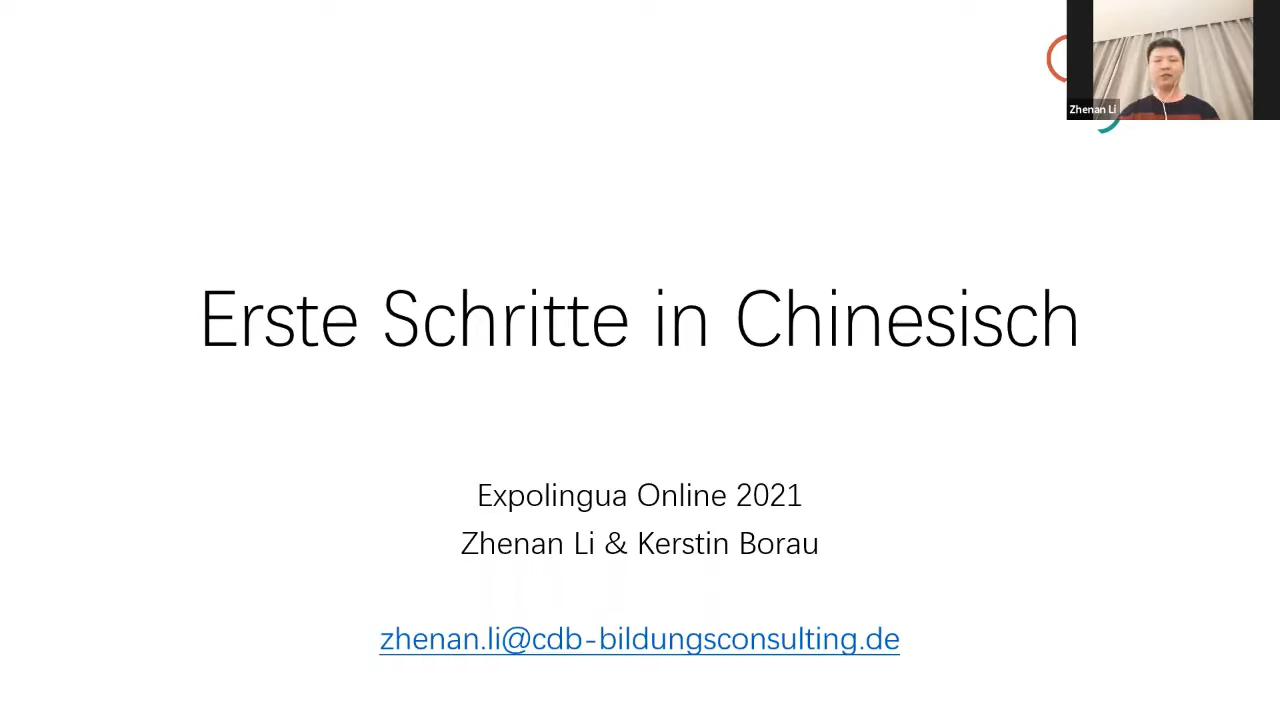 Zhenan Li
Erste Schritte in Chinesisch
Expolingua Online 2021
Zhenan Li & Kerstin Borau
zhenan.li@cdb-bildungsconsulting.de